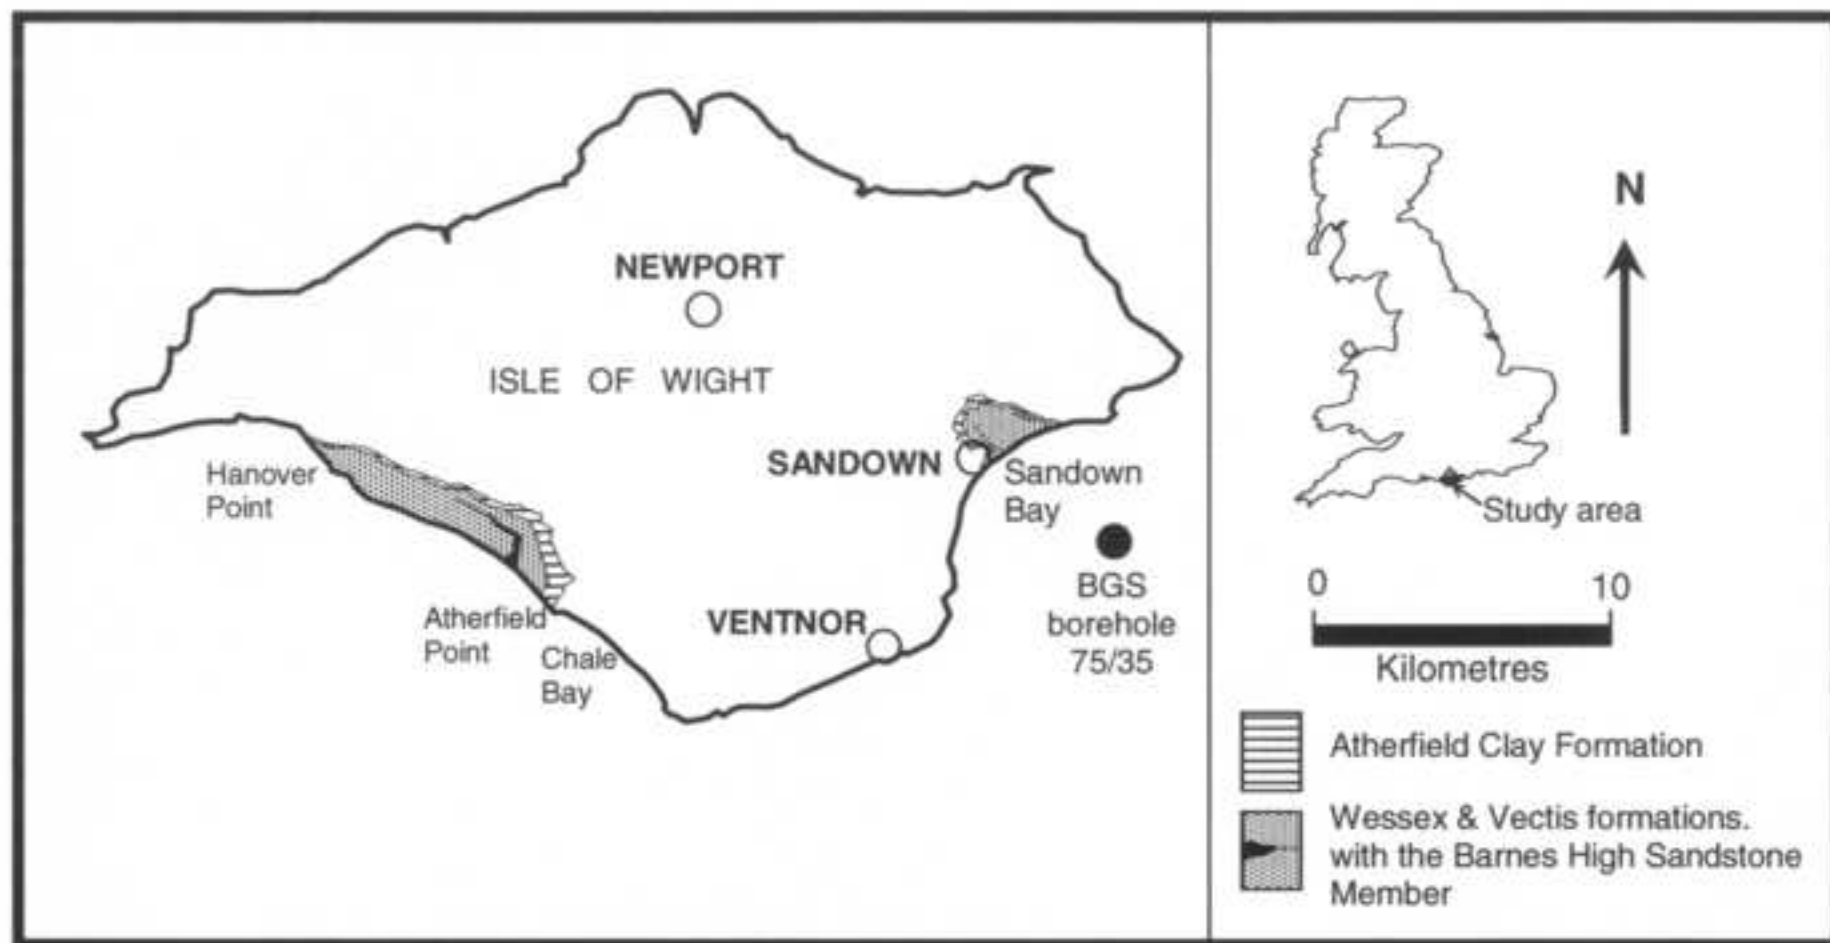 NEWPORT
ISLE OF WIGHT
Hanover
Point
SANDOWN
Sandown
Bay
BGS
borehole
75/35
Atherfield
Point
VENTNOR
Chale
Bay
N
Study area
0 10
Kilometres
Atherfield Clay Formation
Wessex & Vectis formations.
with the Barnes High Sandstone
Member